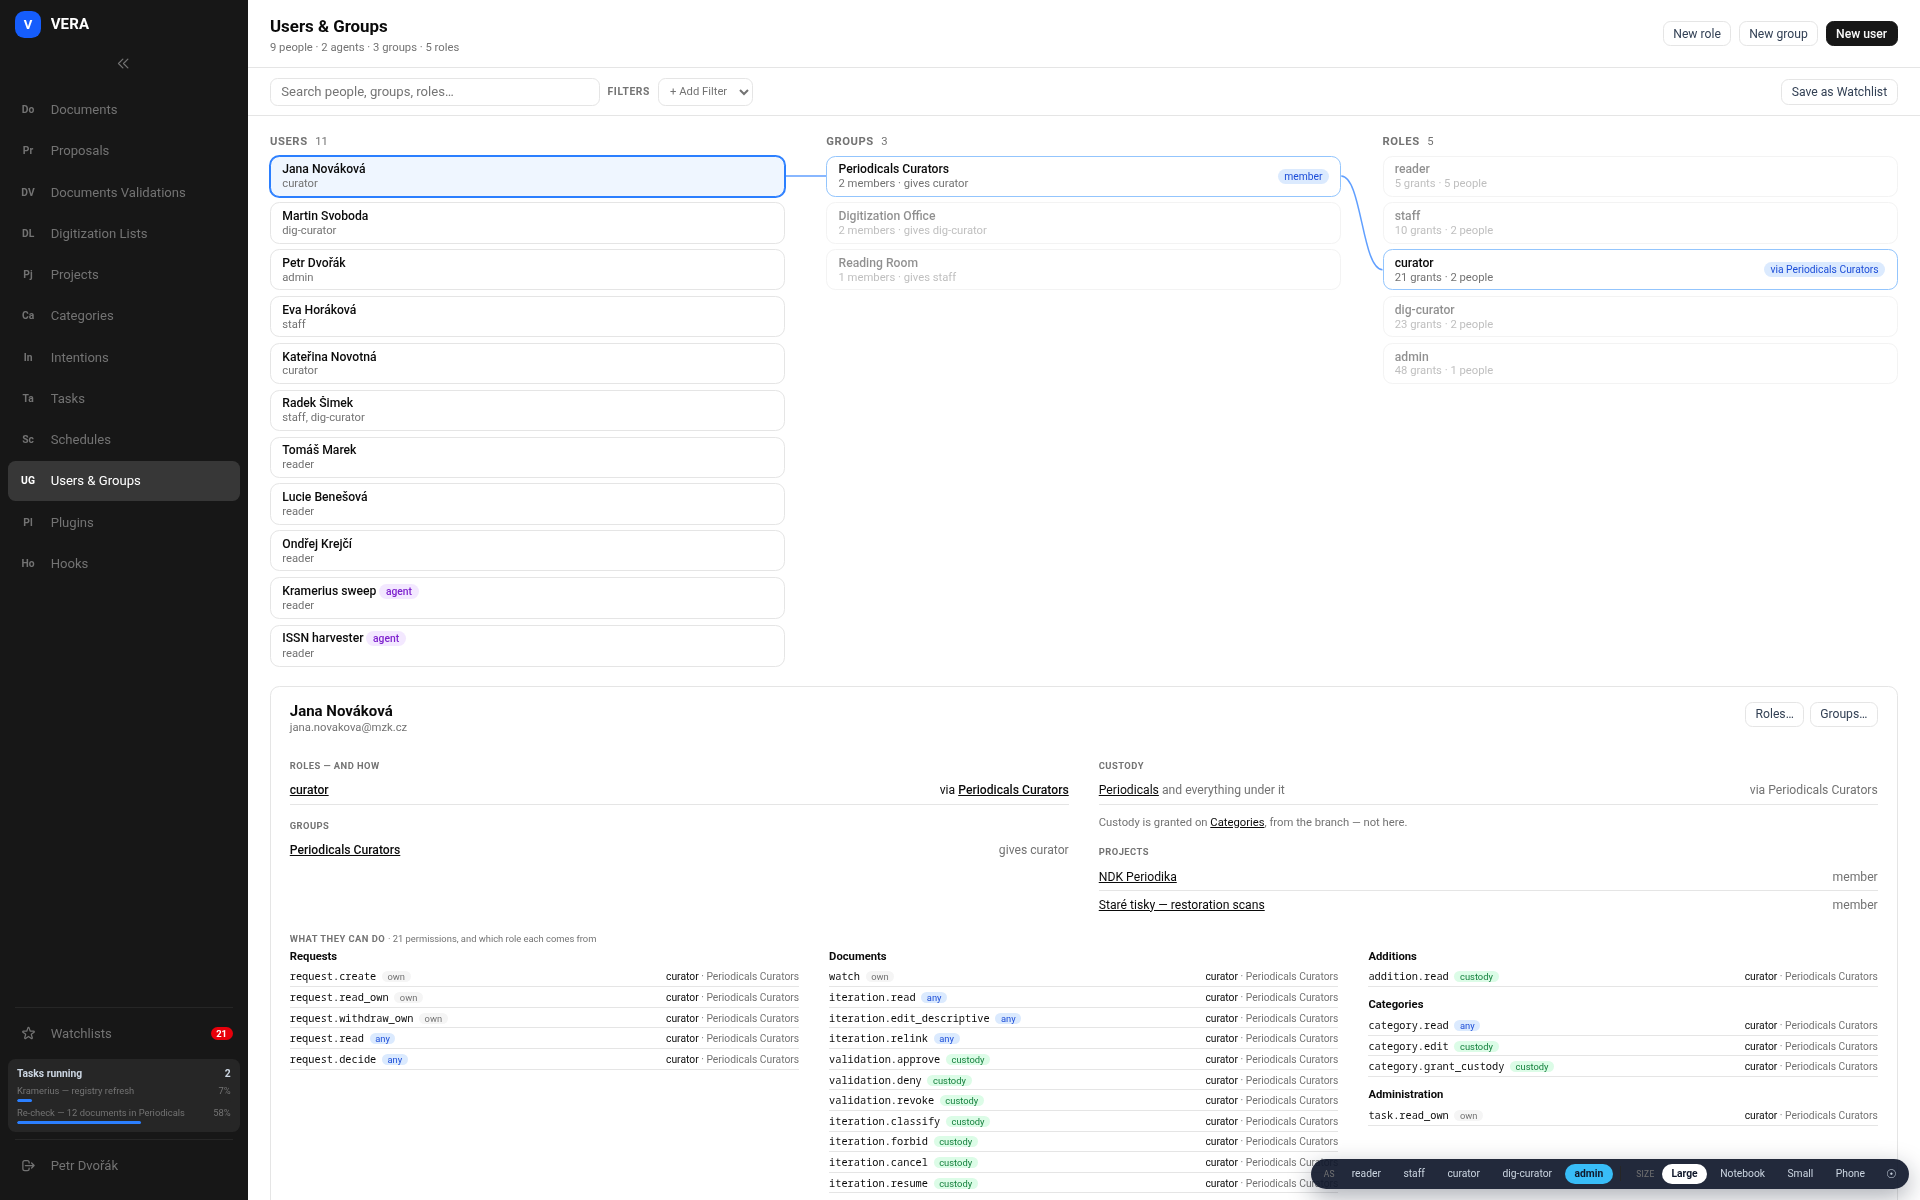 V VERA
Do Documents
Pr Proposals
DV Documents Validations
DL Digitization Lists
Pj Projects
Ca Categories
In Intentions
Ta Tasks
Sc Schedules
UG Users & Groups
Pl Plugins
Ho Hooks
Watchlists 21
Tasks running 2
Kramerius — registry refresh 7%
Re-check — 12 documents in Periodicals 58%
Petr Dvořák
Users & Groups
9 people · 2 agents · 3 groups · 5 roles
New role New group New user
Search people, groups, roles... FILTERS + Add Filter Save as Watchlist
USERS 11
Jana Nováková
curator
Martin Svoboda
dig-curator
Petr Dvořák
admin
Eva Horáková
staff
Kateřina Novotná
curator
Radek Šimek
staff, dig-curator
Tomáš Marek
reader
Lucie Benešová
reader
Ondřej Krejčí
reader
Kramerius sweep agent
reader
ISSN harvester agent
reader
GROUPS 3
Periodicals Curators
2 members · gives curator
member
Digitization Office
2 members · gives dig-curator
Reading Room
1 members · gives staff
ROLES 5
reader
5 grants · 5 people
staff
10 grants · 2 people
curator
21 grants · 2 people
via Periodicals Curators
dig-curator
23 grants · 2 people
admin
48 grants · 1 people
Jana Nováková
jana.novakova@mzk.cz
Roles... Groups...
ROLES — AND HOW
curator via Periodicals Curators
GROUPS
Periodicals Curators gives curator
CUSTODY
Periodicals and everything under it via Periodicals Curators
Custody is granted on Categories, from the branch — not here.
PROJECTS
NDK Periodika member
Staré tisky — restoration scans member
WHAT THEY CAN DO · 21 permissions, and which role each comes from
Requests
request.create own curator · Periodicals Curators
request.read_own own curator · Periodicals Curators
request.withdraw_own own curator · Periodicals Curators
request.read any curator · Periodicals Curators
request.decide any curator · Periodicals Curators
Documents
watch own curator · Periodicals Curators
iteration.read any curator · Periodicals Curators
iteration.edit_descriptive any curator · Periodicals Curators
iteration.relink any curator · Periodicals Curators
validation.approve custody curator · Periodicals Curators
validation.deny custody curator · Periodicals Curators
validation.revoke custody curator · Periodicals Curators
iteration.classify custody curator · Periodicals Curators
iteration.forbid custody curator · Periodicals Curators
iteration.cancel custody curator · Periodicals Curators
iteration.resume custody curator · Periodicals Curators
Additions
addition.read custody curator · Periodicals Curators
Categories
category.read any curator · Periodicals Curators
category.edit custody curator · Periodicals Curators
category.grant_custody custody curator · Periodicals Curators
Administration
task.read_own own curator · Periodicals Curators
AS reader staff curator dig-curator admin SIZE Large Notebook Small Phone